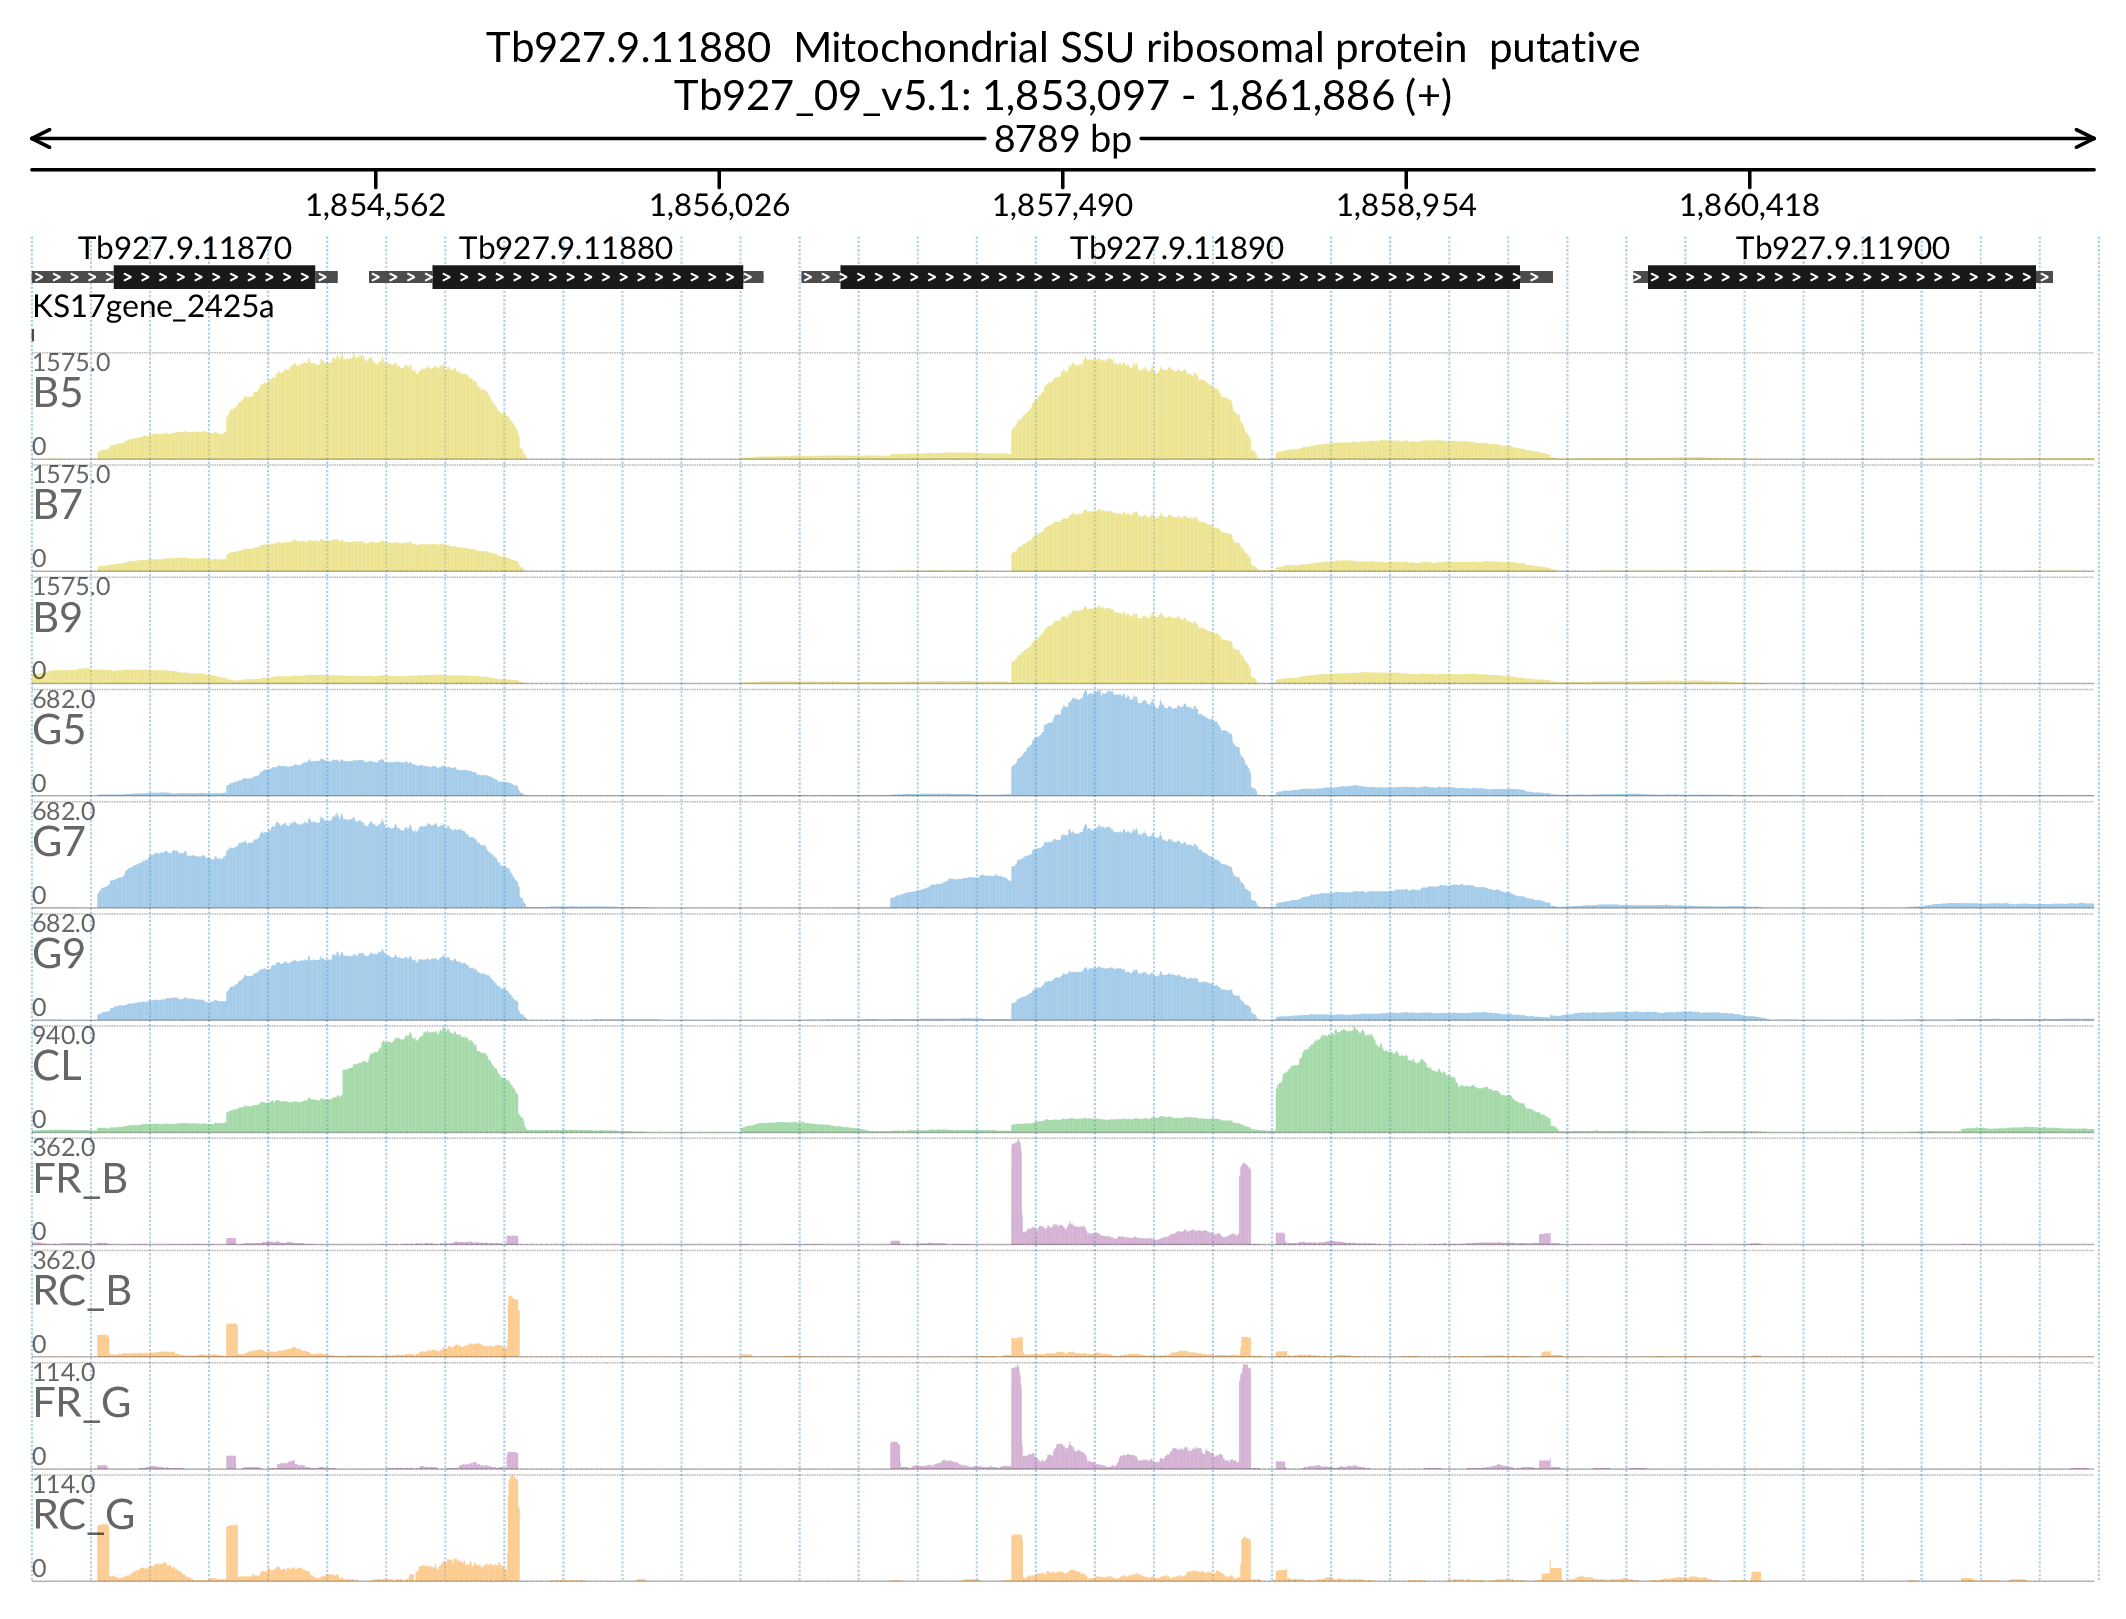 Tb927.9.11880  Mitochondrial SSU ribosomal protein  putative
Tb927_09_v5.1: 1,853,097 - 1,861,886 (+)
8789 bp
1,854,562 1,856,026 1,857,490 1,858,954 1,860,418
Tb927.9.11870 Tb927.9.11880 Tb927.9.11890 Tb927.9.11900
KS17gene_2425a
1575.0
B5
0
1575.0
B7
0
1575.0
B9
0
682.0
G5
0
682.0
G7
0
682.0
G9
0
940.0
CL
0
362.0
FR_B
0
362.0
RC_B
0
114.0
FR_G
0
114.0
RC_G
0